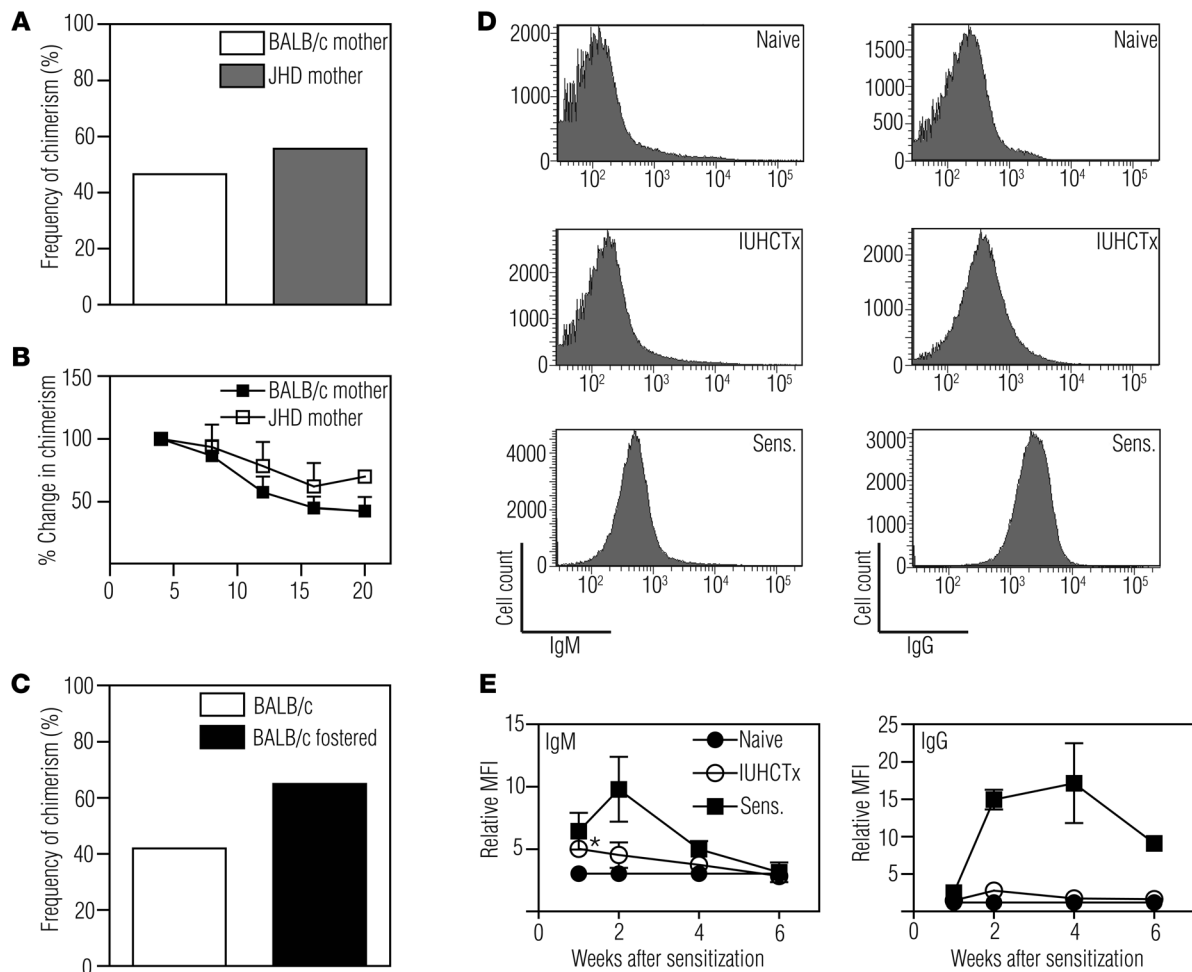 A
Frequency of chimerism (%)
100
80
60
40
20
0
BALB/c mother
JHD mother
B
% Change in chimerism
150
100
50
BALB/c mother
JHD mother
0
5
10
15
20
C
Frequency of chimerism (%)
100
80
60
40
20
0
BALB/c
BALB/c fostered
D
2000
1000
0
Naive
10²
10³
10⁴
10⁵
1500
1000
500
0
Naive
10²
10³
10⁴
10⁵
2000
1000
0
IUHCTx
10²
10³
10⁴
10⁵
2000
1000
0
IUHCTx
10²
10³
10⁴
10⁵
4000
2000
0
Sens.
10²
10³
10⁴
10⁵
Cell count
IgM
3000
2000
1000
0
Sens.
10²
10³
10⁴
10⁵
Cell count
IgG
E
Relative MFI
15
10
5
IgM
Naive
IUHCTx
Sens.
*
0
2
4
6
Weeks after sensitization
Relative MFI
25
20
15
10
5
IgG
0
2
4
6
Weeks after sensitization